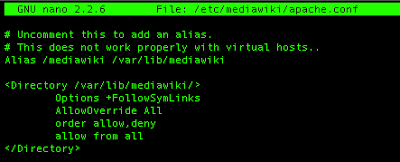 GNU nano 2.2.6 File: /etc/mediawiki/apache.conf
# Uncomment this to add an alias.
# This does not work properly with virtual hosts..
Alias /mediawiki /var/lib/mediawiki
<Directory /var/lib/mediawiki/>
Options +FollowSymLinks
AllowOverride All
order allow,deny
allow from all
</Directory>